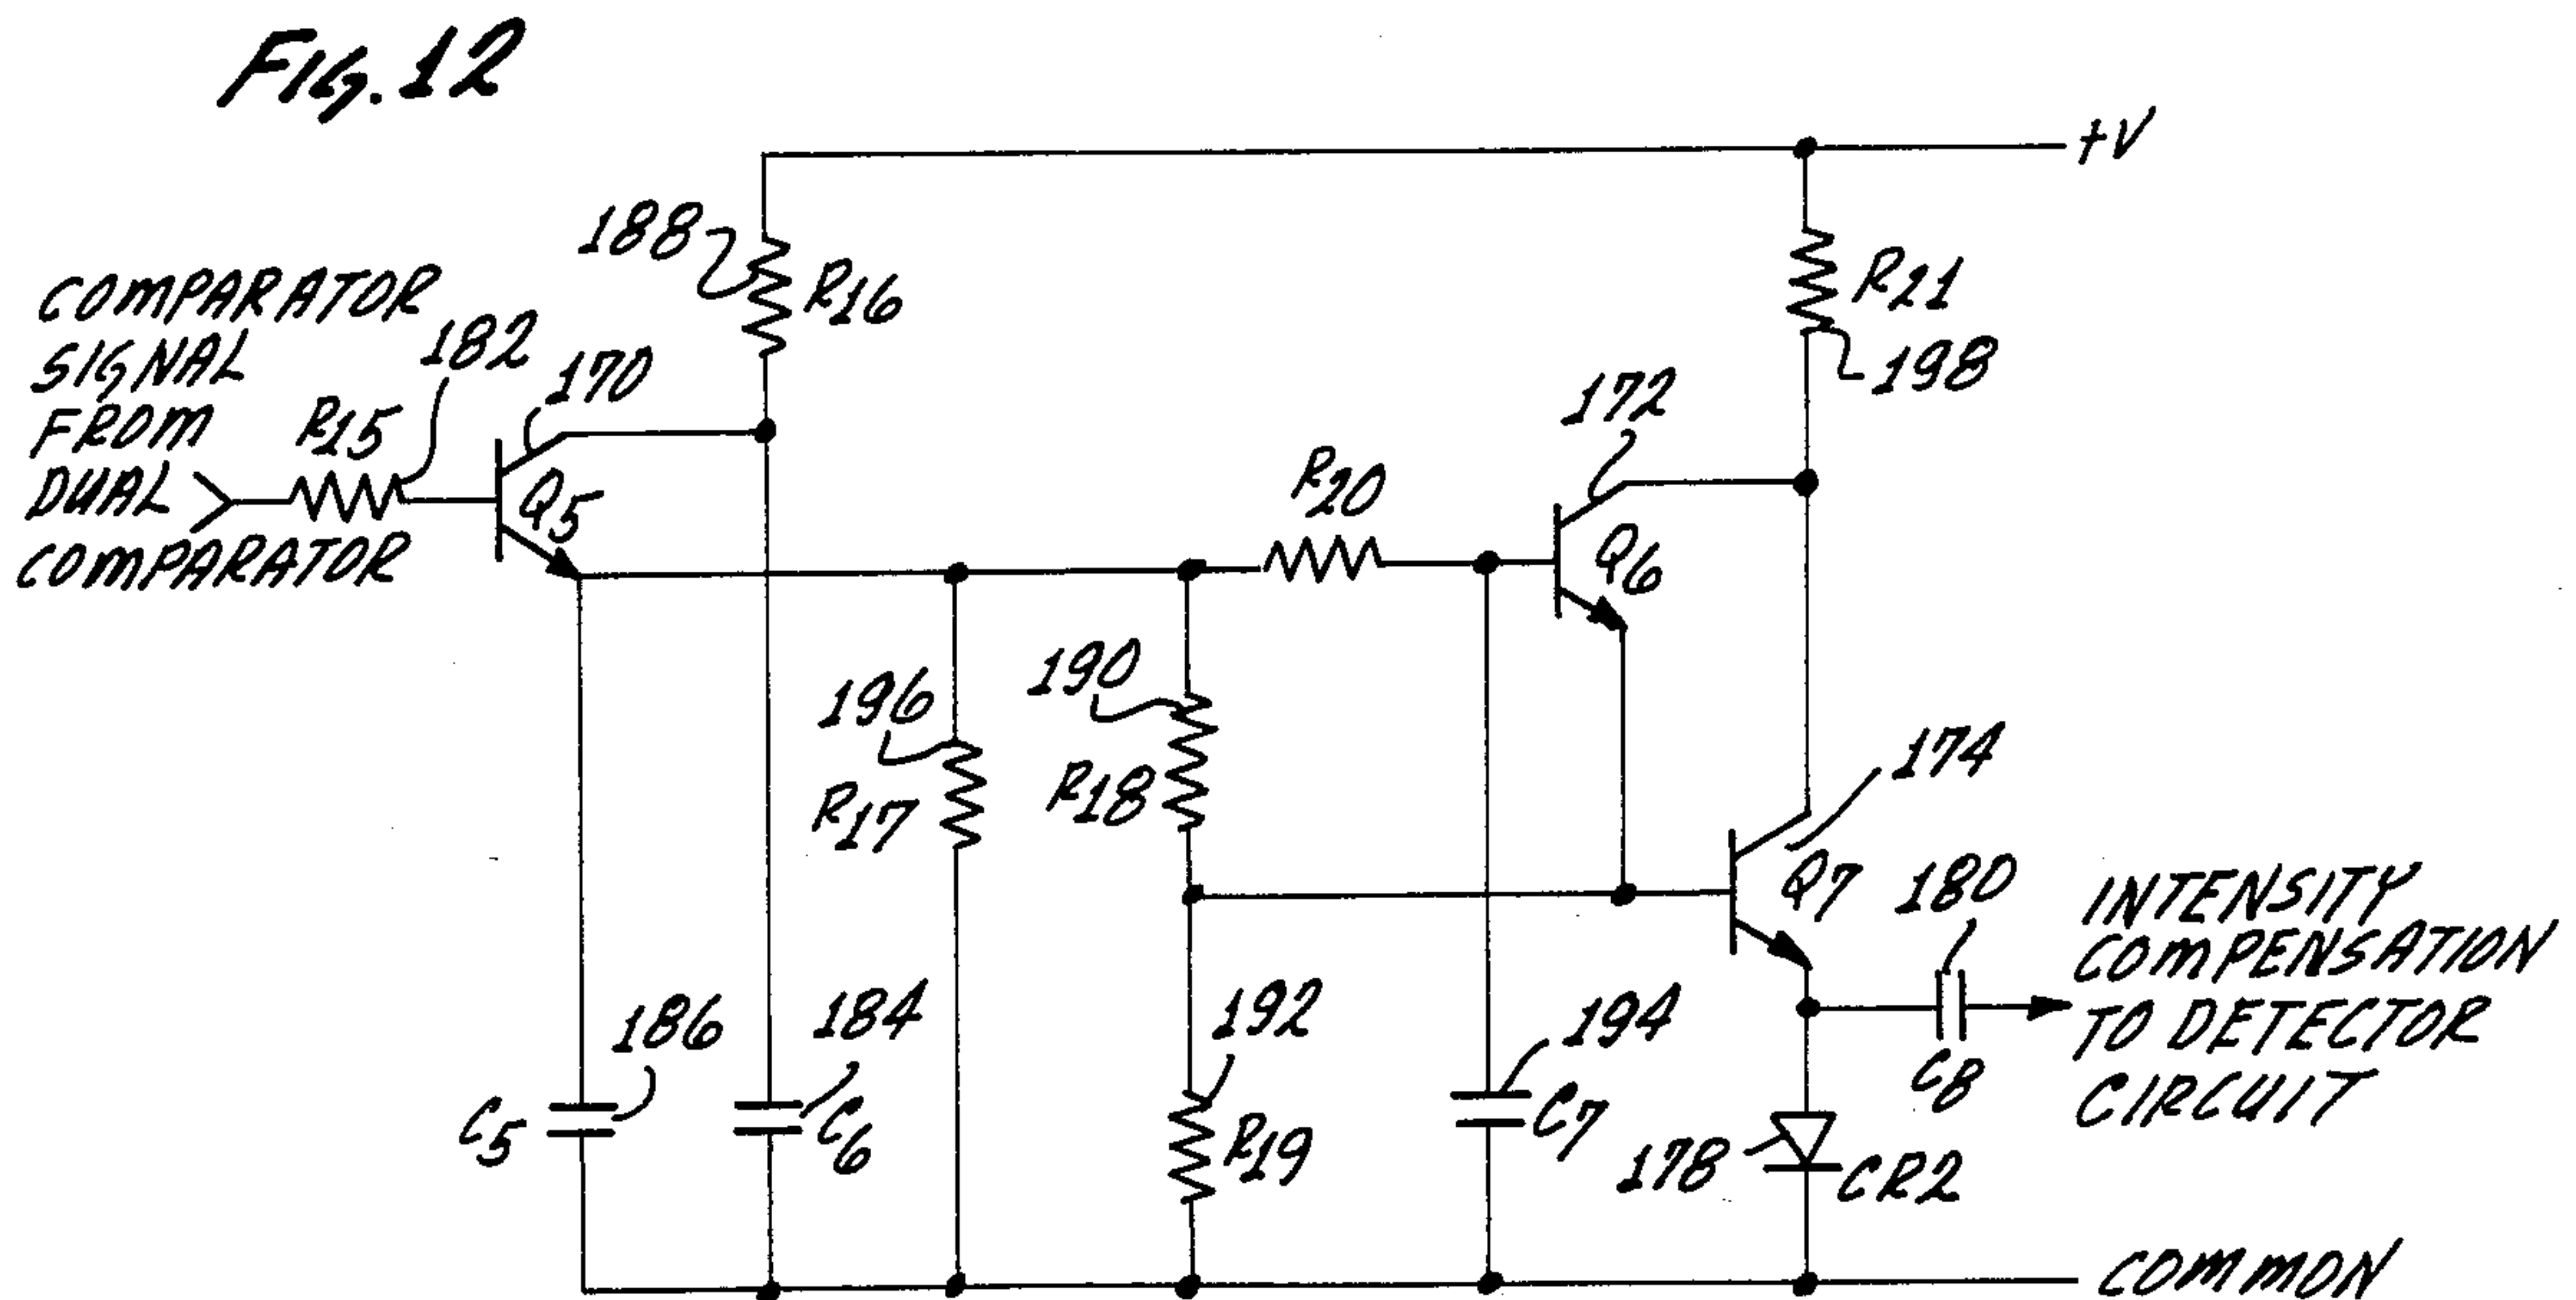 FIG. 12
+V
188
R16
R21
198
COMPARATOR
SIGNAL
FROM
DUAL
COMPARATOR
182
R15
170
Q5
172
R20
Q6
196
R17
190
R18
174
Q7
180
C8
INTENSITY
COMPENSATION
TO DETECTOR
CIRCUIT
186
C5
184
C6
192
R19
194
C7
178
CR2
COMMON